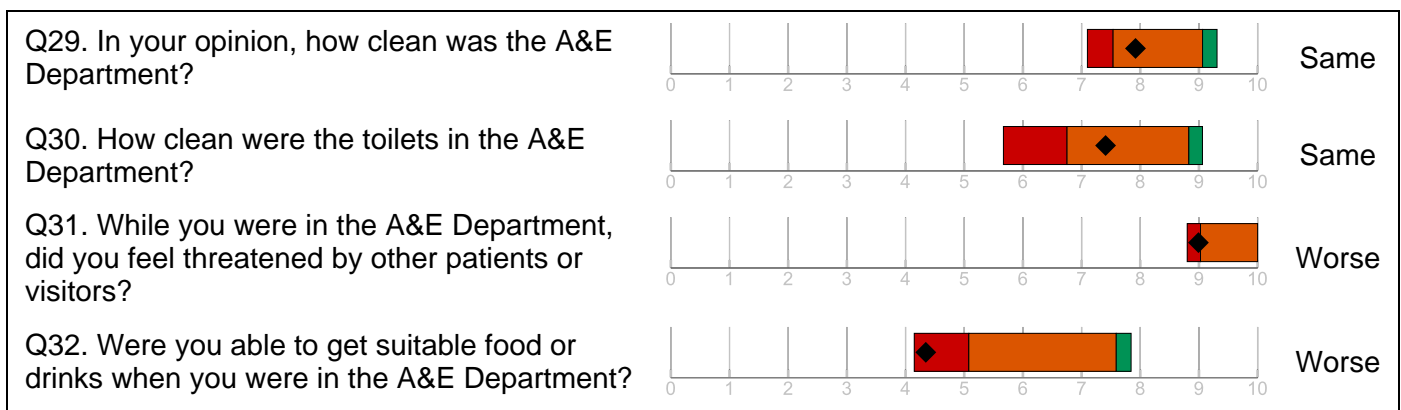 Q29. In your opinion, how clean was the A&E
Department?
Same
0 1 2 3 4 5 6 7 8 9 10
Q30. How clean were the toilets in the A&E
Department?
Same
0 1 2 3 4 5 6 7 8 9 10
Q31. While you were in the A&E Department,
did you feel threatened by other patients or
visitors?
Worse
0 1 2 3 4 5 6 7 8 9 10
Q32. Were you able to get suitable food or
drinks when you were in the A&E Department?
Worse
0 1 2 3 4 5 6 7 8 9 10